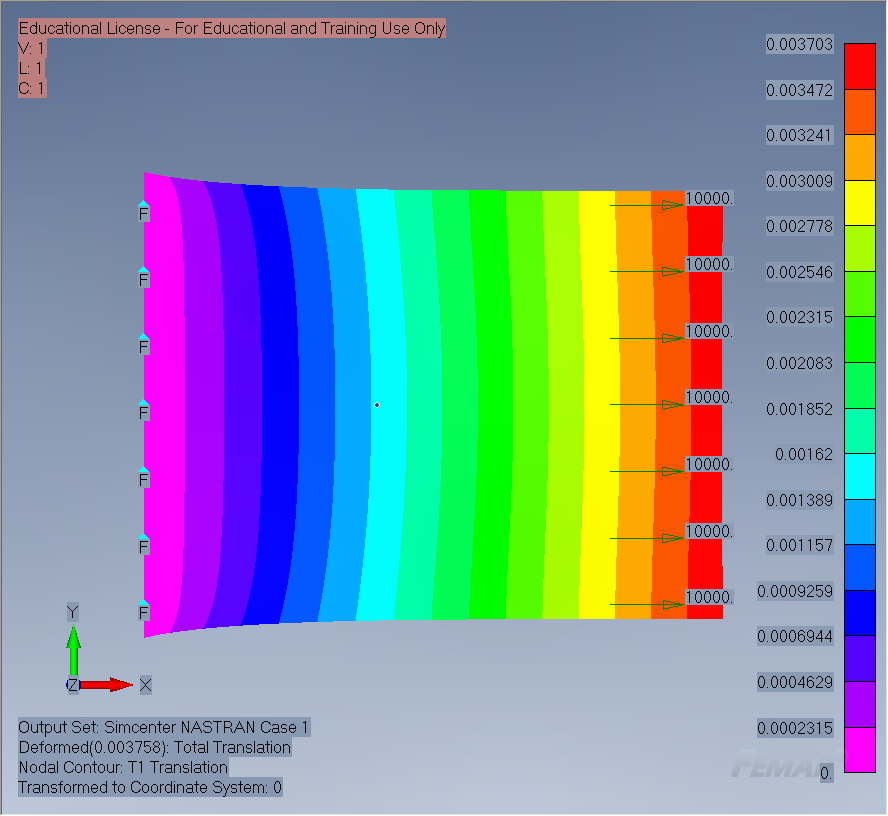 Educational License - For Educational and Training Use Only
V: 1
L: 1
C: 1
0.003703
0.003472
0.003241
0.003009
0.002778
0.002546
0.002315
0.002083
0.001852
0.00162
0.001389
0.001157
0.0009259
0.0006944
0.0004629
0.0002315
0.
10000.
10000.
10000.
10000.
10000.
10000.
10000.
F
F
F
F
F
F
F
Y
Z
X
Output Set: Simcenter NASTRAN Case 1
Deformed(0.003758): Total Translation
Nodal Contour: T1 Translation
Transformed to Coordinate System: 0
FEMAP